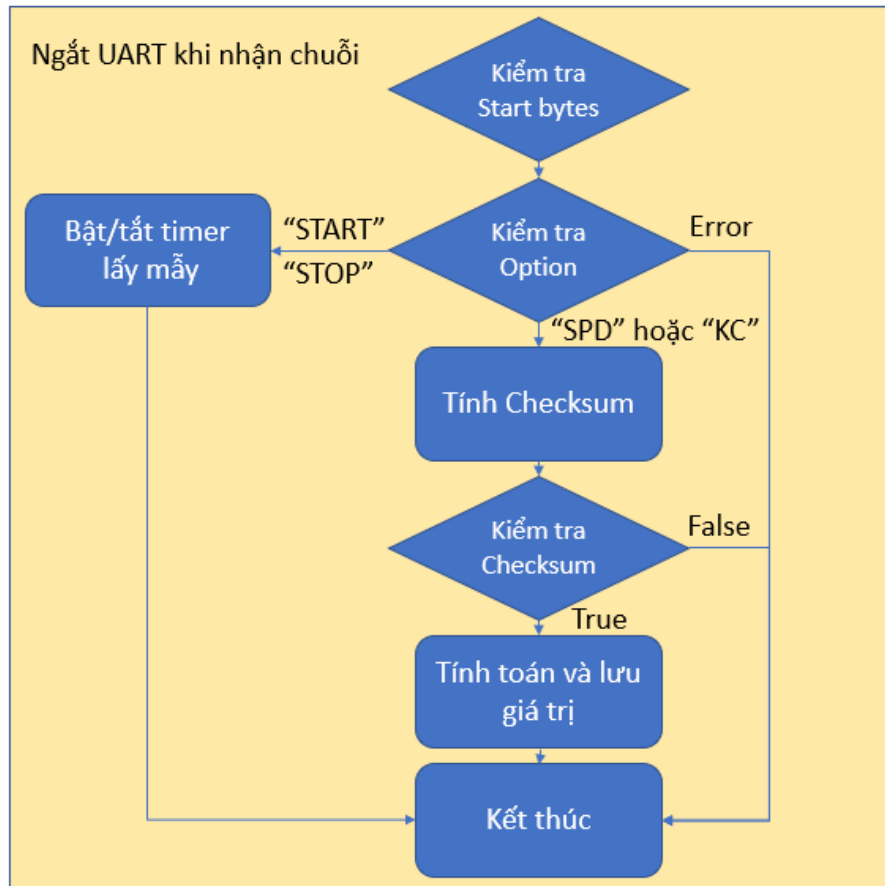 Ngắt UART khi nhận chuỗi
Kiểm tra
Start bytes
Bật/tắt timer
lấy mẫy
“START”
“STOP”
Kiểm tra
Option
Error
“SPD” hoặc “KC”
Tính Checksum
Kiểm tra
Checksum
False
True
Tính toán và lưu
giá trị
Kết thúc